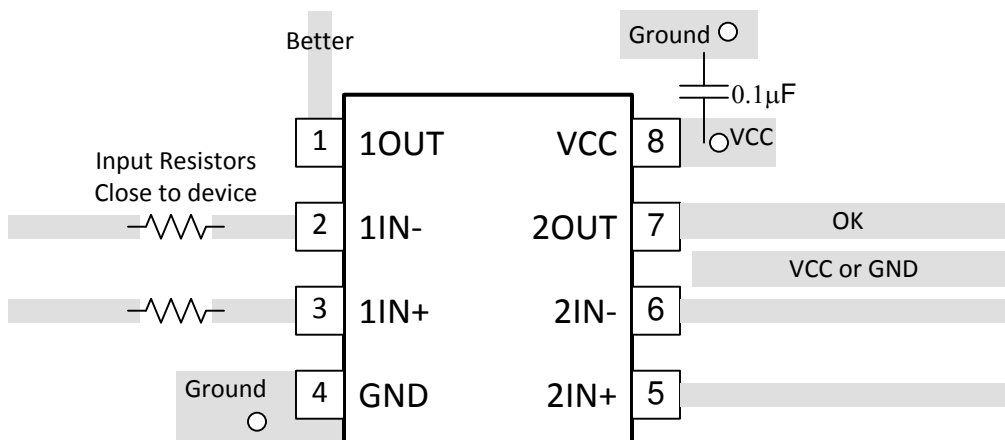 Better
Ground
0.1µF
1 1OUT VCC 8 VCC
Input Resistors
Close to device
2 1IN- 2OUT 7 OK
VCC or GND
3 1IN+ 2IN- 6
Ground
4 GND 2IN+ 5